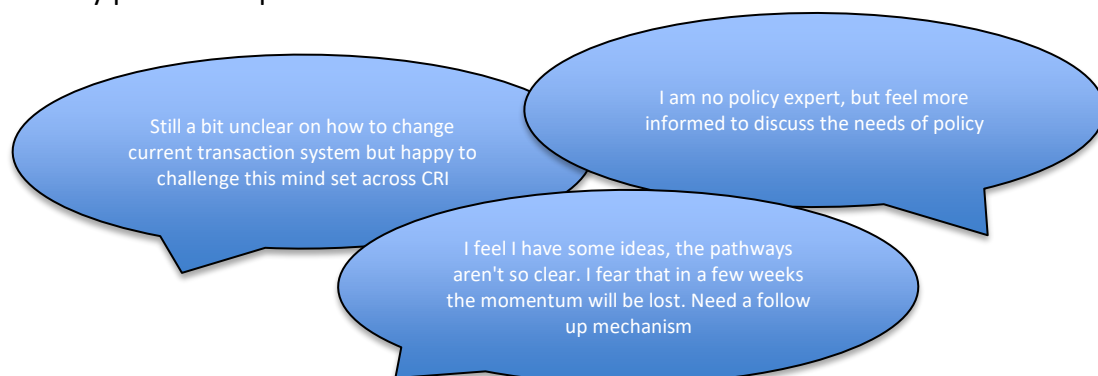 Still a bit unclear on how to change
current transaction system but happy to
challenge this mind set across CRI
I am no policy expert, but feel more
informed to discuss the needs of policy
I feel I have some ideas, the pathways
aren't so clear. I fear that in a few weeks
the momentum will be lost. Need a follow
up mechanism